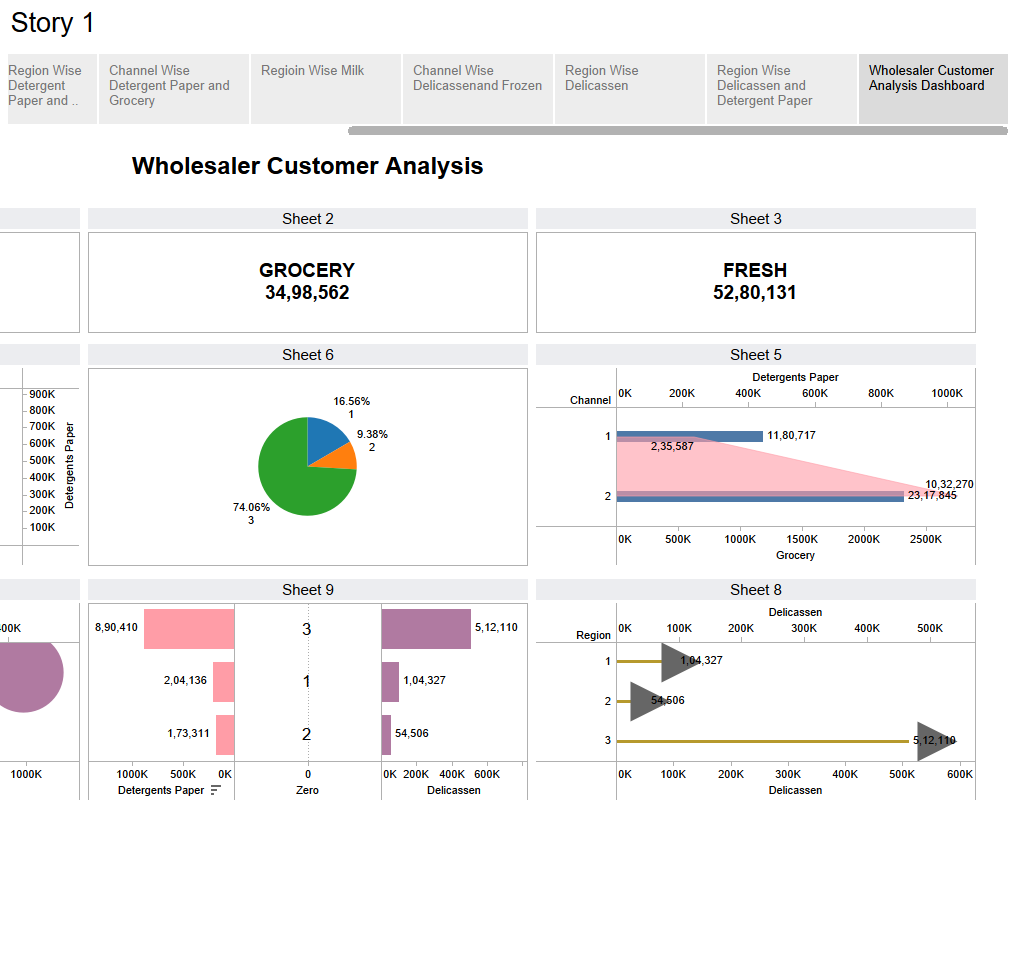 Story 1
Region Wise
Detergent
Paper and ..
Channel Wise
Detergent Paper and
Grocery
Regioin Wise Milk
Channel Wise
Delicassenand Frozen
Region Wise
Delicassen
Region Wise
Delicassen and
Detergent Paper
Wholesaler Customer
Analysis Dashboard
Wholesaler Customer Analysis
Sheet 2
Sheet 3
GROCERY
34,98,562
FRESH
52,80,131
Sheet 6
Sheet 5
900K
800K
700K
600K
500K
400K
300K
200K
100K
Detergents Paper
16.56%
1
9.38%
2
74.06%
3
Detergents Paper
Channel
0K 200K 400K 600K 800K 1000K
1
11,80,717
2,35,587
10,32,270
2
23,17,845
0K 500K 1000K 1500K 2000K 2500K
Grocery
Sheet 9
Sheet 8
00K
1000K
8,90,410 3 5,12,110
2,04,136 1 1,04,327
1,73,311 2 54,506
1000K 500K 0K 0 0K 200K 400K 600K
Detergents Paper Zero Delicassen
Delicassen
Region
0K 100K 200K 300K 400K 500K
1 1,04,327
2 54,506
3 5,12,110
0K 100K 200K 300K 400K 500K 600K
Delicassen